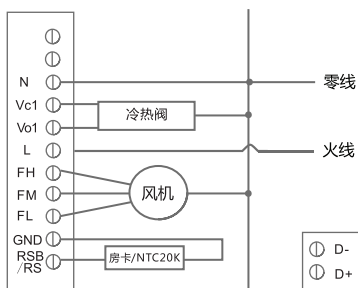 N
零线
Vc1
冷热阀
Vo1
L
火线
FH
FM
风机
FL
GND
RSB
/RS
房卡/NTC20K
D-
D+